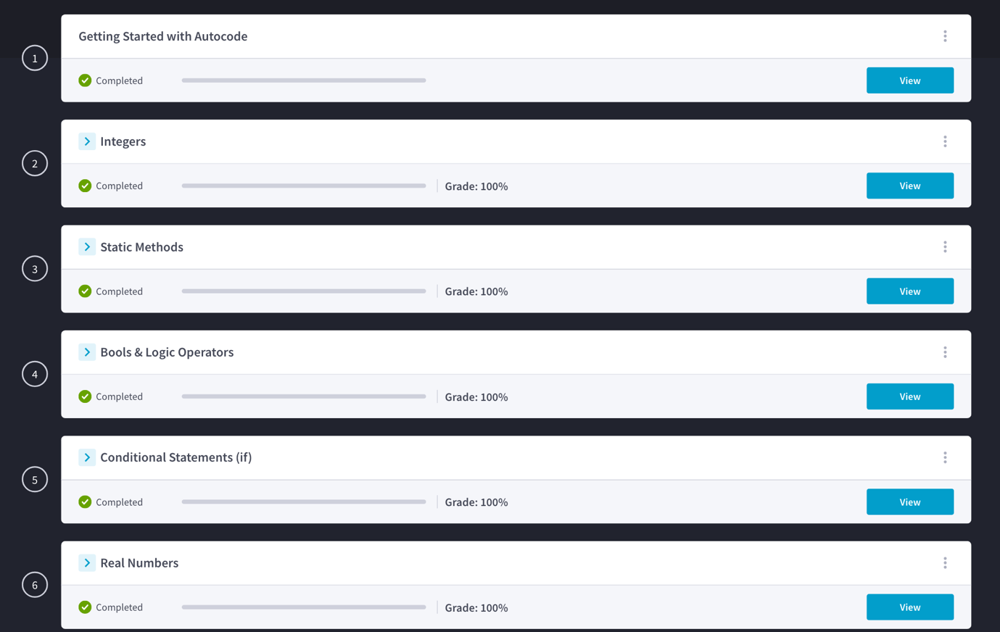 Getting Started with Autocode
1
Completed
View
Integers
2
Completed
Grade: 100%
View
Static Methods
3
Completed
Grade: 100%
View
Bools & Logic Operators
4
Completed
Grade: 100%
View
Conditional Statements (if)
5
Completed
Grade: 100%
View
Real Numbers
6
Completed
Grade: 100%
View